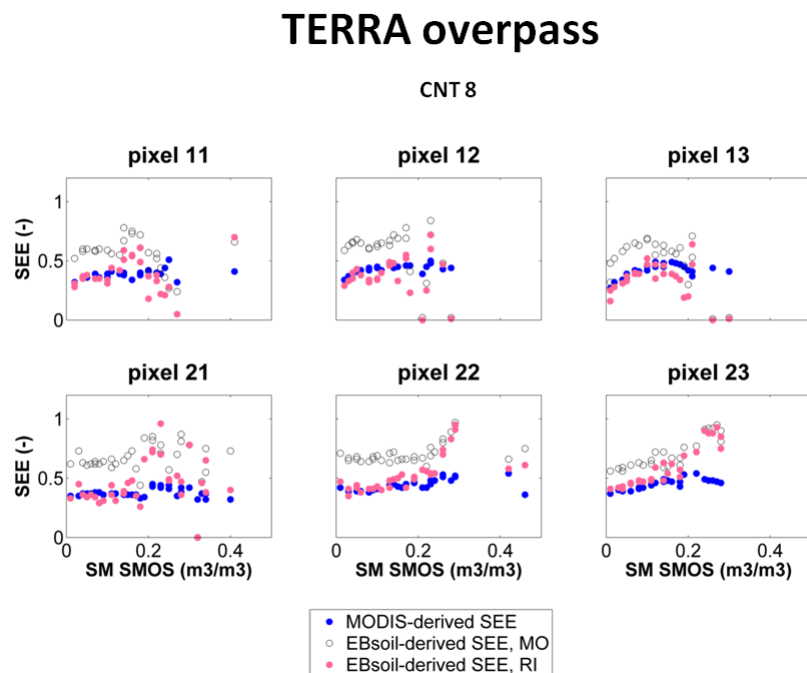 TERRA overpass
CNT 8
pixel 11
pixel 12
pixel 13
1
0.5
0
SEE (-)
pixel 21
pixel 22
pixel 23
1
0.5
0
SEE (-)
0 0.2 0.4
0 0.2 0.4
0 0.2 0.4
SM SMOS (m3/m3)
SM SMOS (m3/m3)
SM SMOS (m3/m3)
MODIS-derived SEE
EBsoil-derived SEE, MO
EBsoil-derived SEE, RI